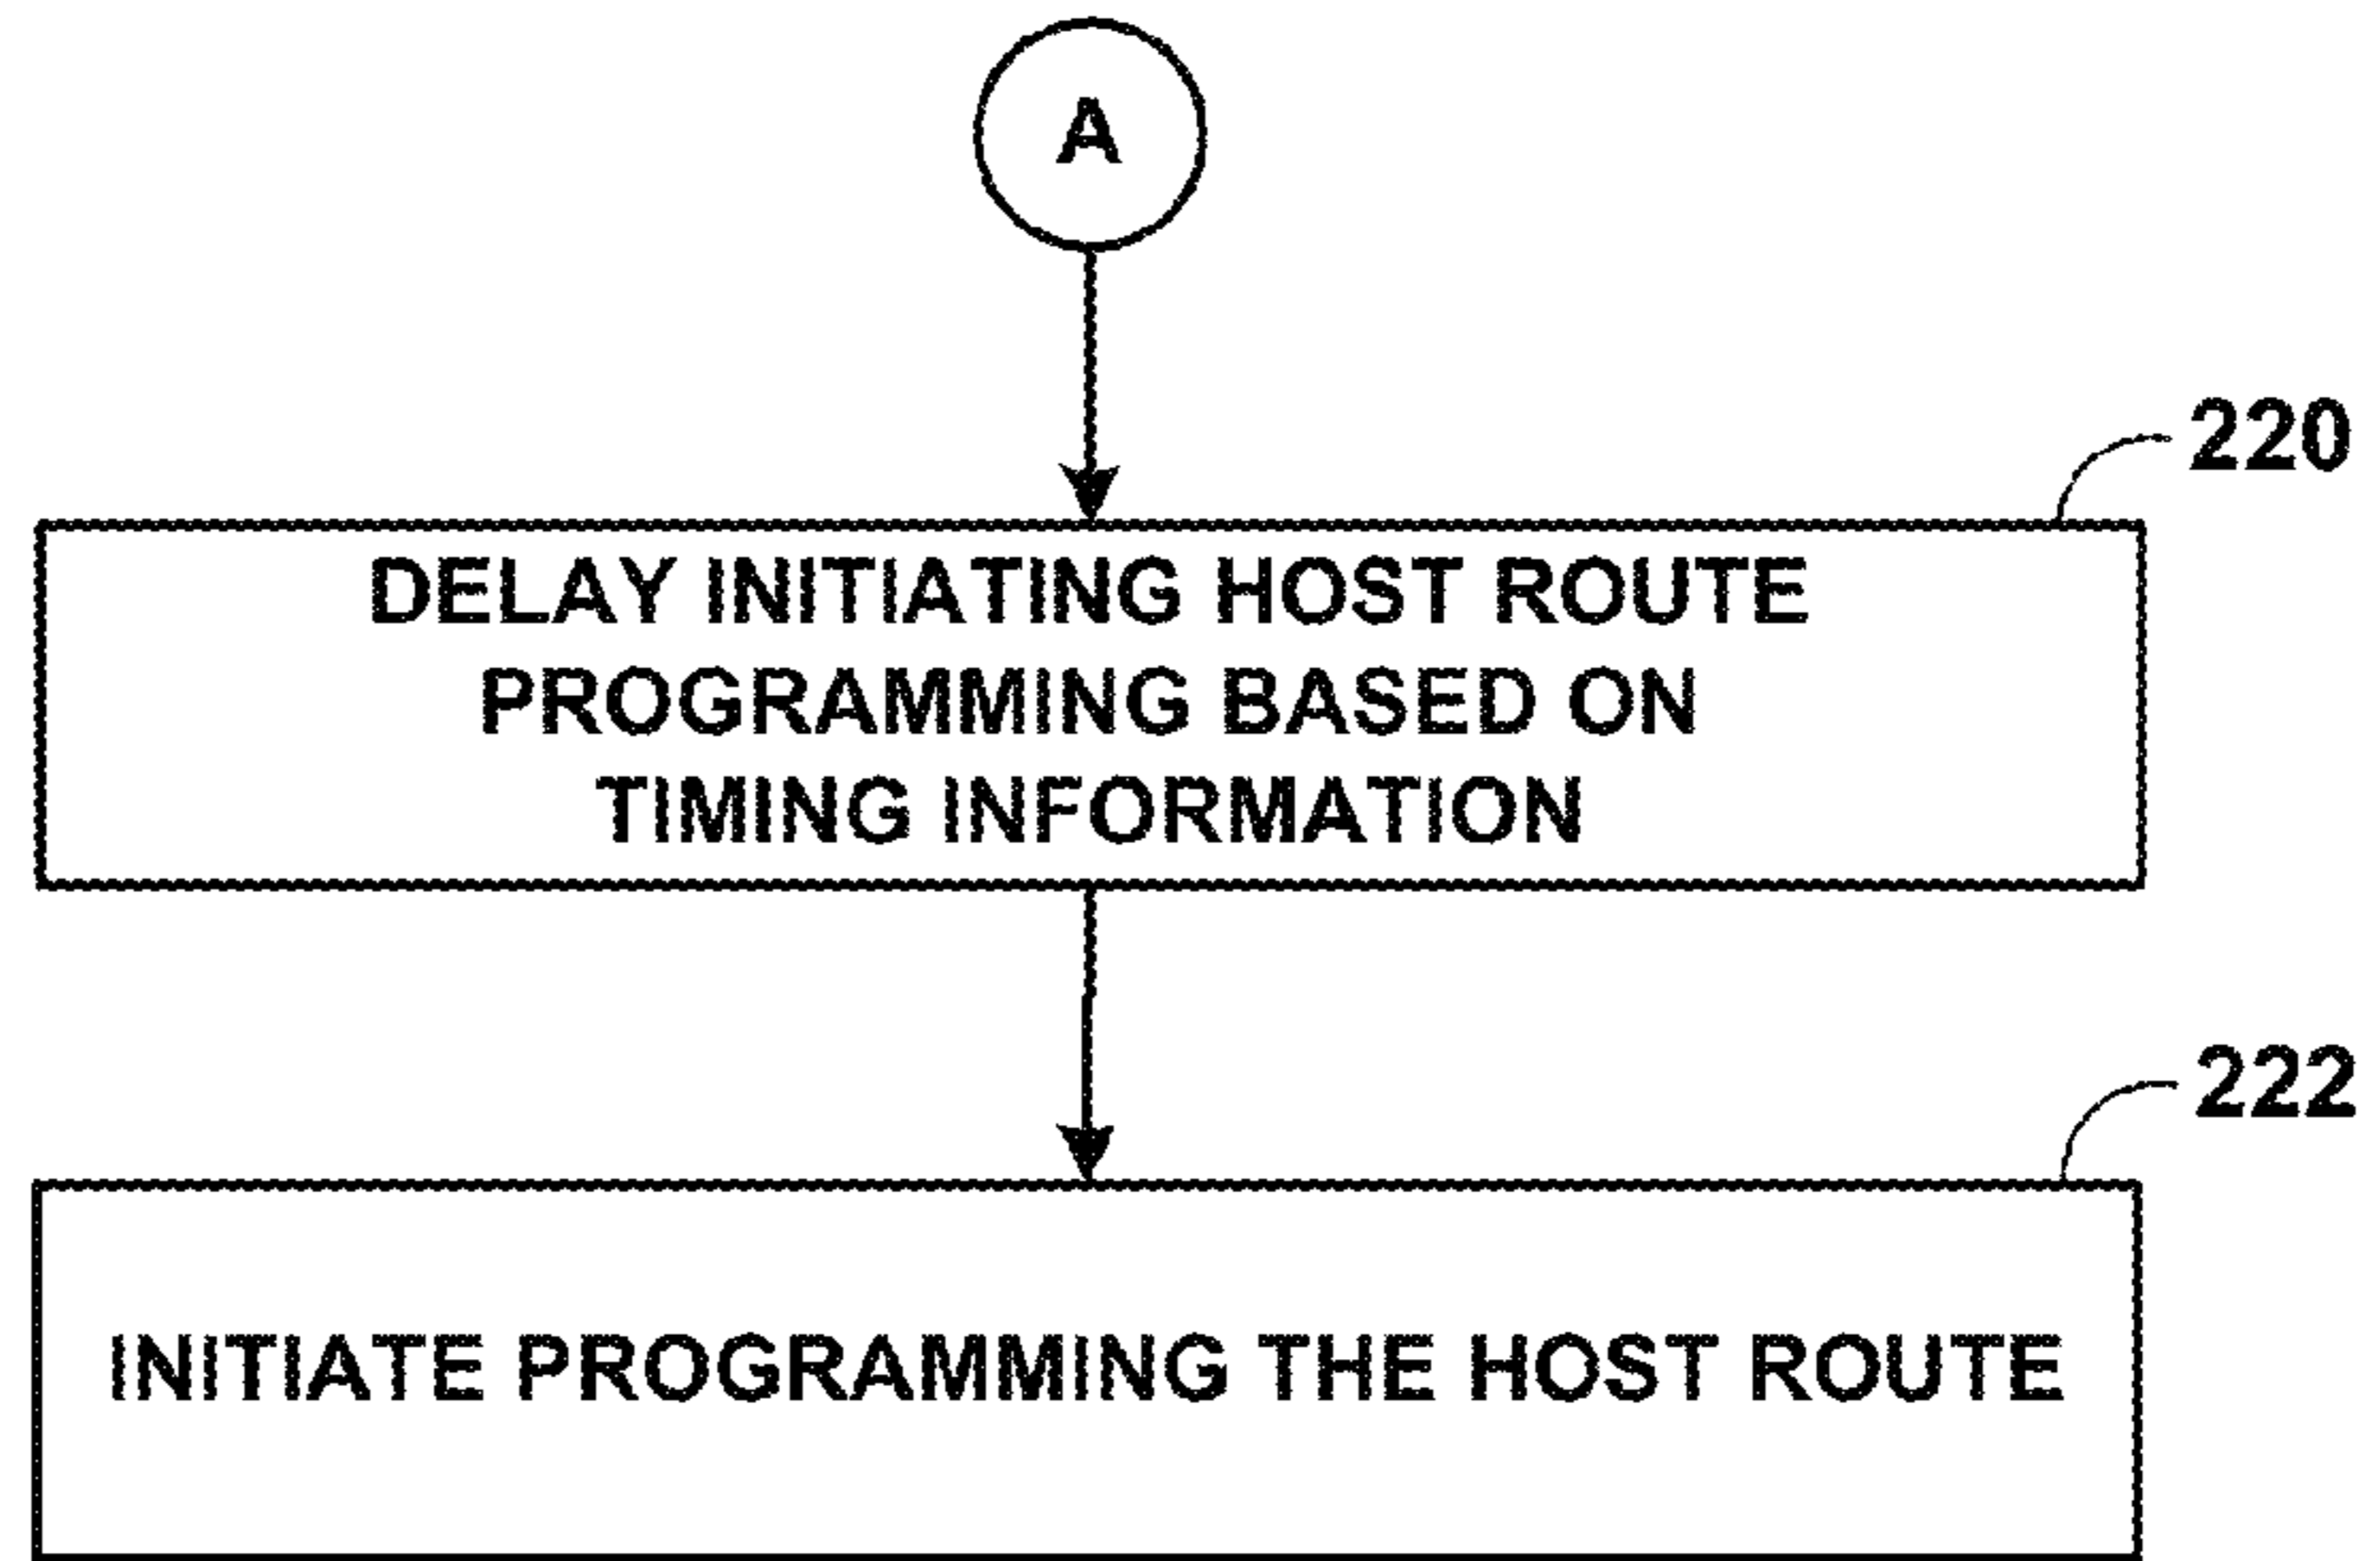 A
220
DELAY INITIATING HOST ROUTE
PROGRAMMING BASED ON
TIMING INFORMATION
222
INITIATE PROGRAMMING THE HOST ROUTE